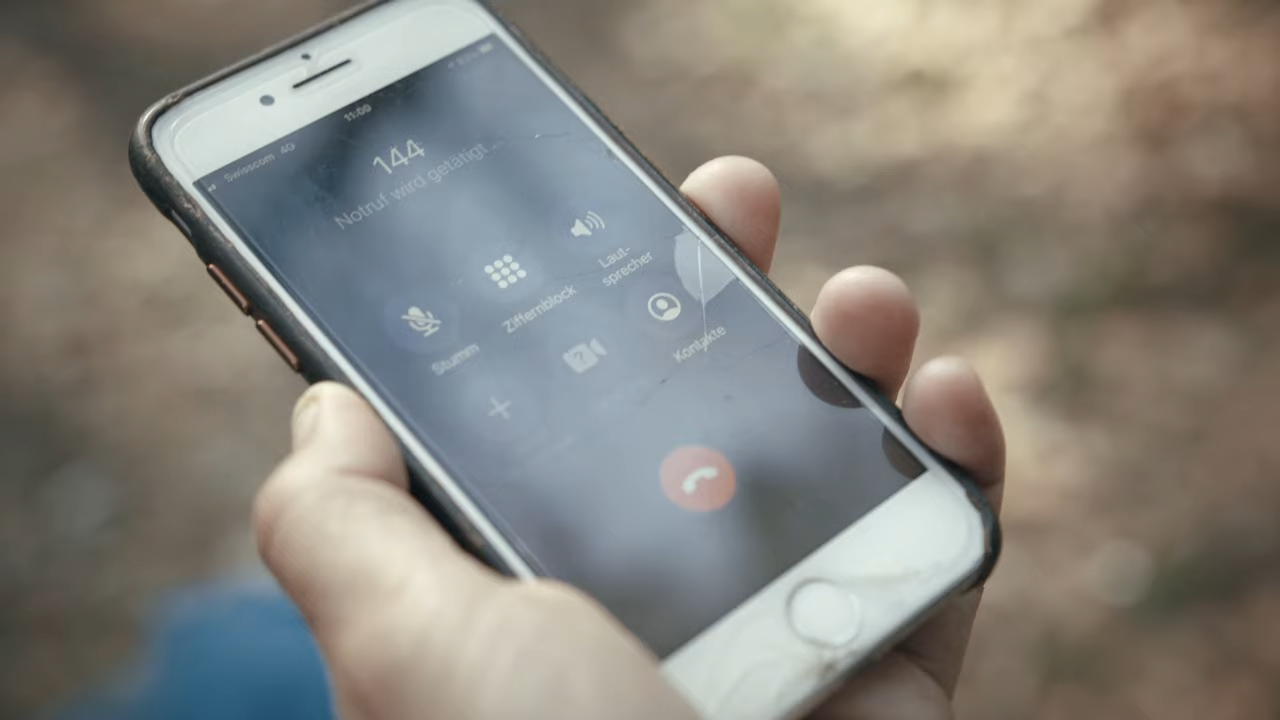 Swisscom 4G
11:00
144
Notruf wird getätigt ...
Stumm
Ziffernblock
Laut-
sprecher
Kontakte